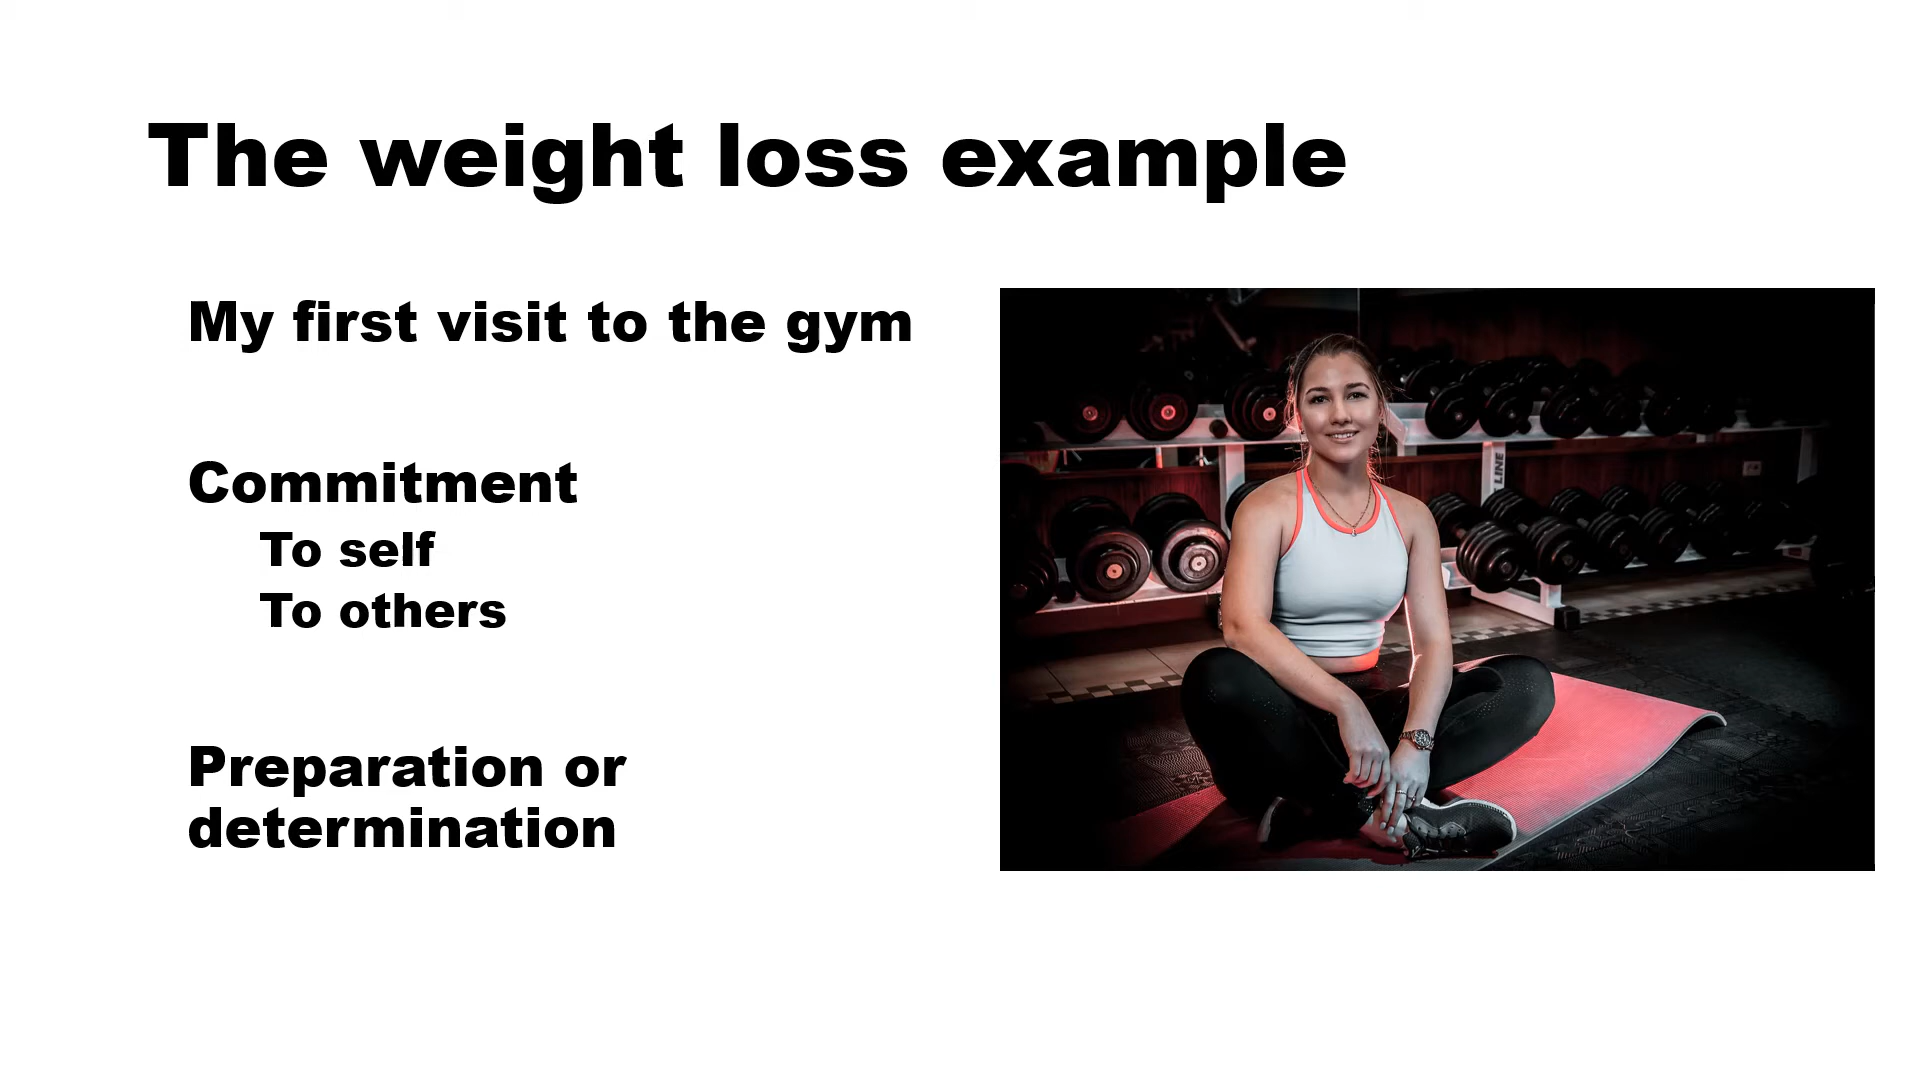 The weight loss example
My first visit to the gym
Commitment
To self
To others
Preparation or
determination
LINE